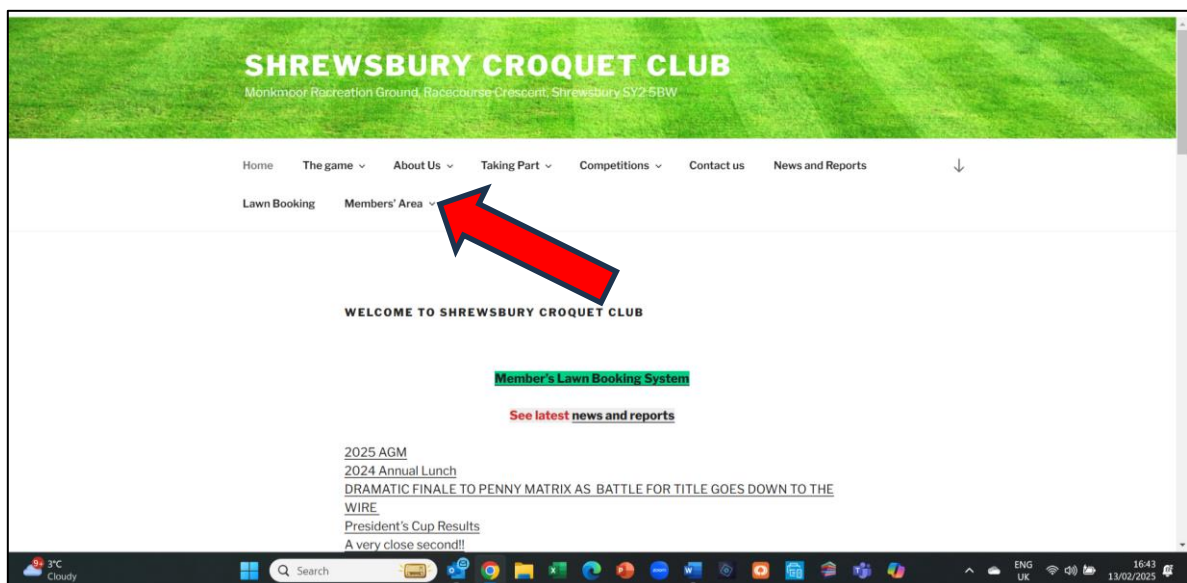 SHREWSBURY CROQUET CLUB
Monkmoor Recreation Ground, Racecourse Crescent, Shrewsbury SY2 5BW
Home The game About Us Taking Part Competitions Contact us News and Reports
Lawn Booking Members' Area
WELCOME TO SHREWSBURY CROQUET CLUB
Member's Lawn Booking System
See latest news and reports
2025 AGM
2024 Annual Lunch
DRAMATIC FINALE TO PENNY MATRIX AS BATTLE FOR TITLE GOES DOWN TO THE
WIRE
President's Cup Results
A very close second!!
9+ 3°C
Cloudy
Search
ENG
UK
16:43
13/02/2025